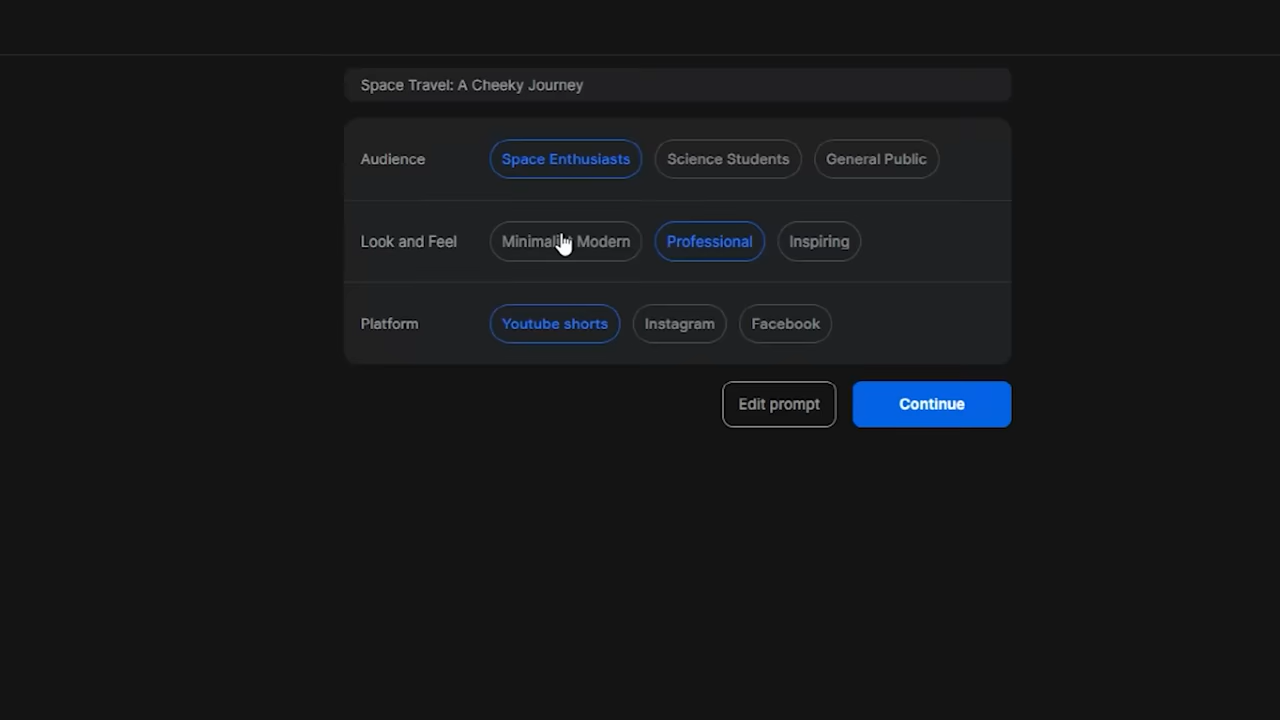 Space Travel: A Cheeky Journey
Audience Space Enthusiasts Science Students General Public
Look and Feel Modern Professional Inspiring
Platform Youtube shorts Instagram Facebook
Edit prompt Continue